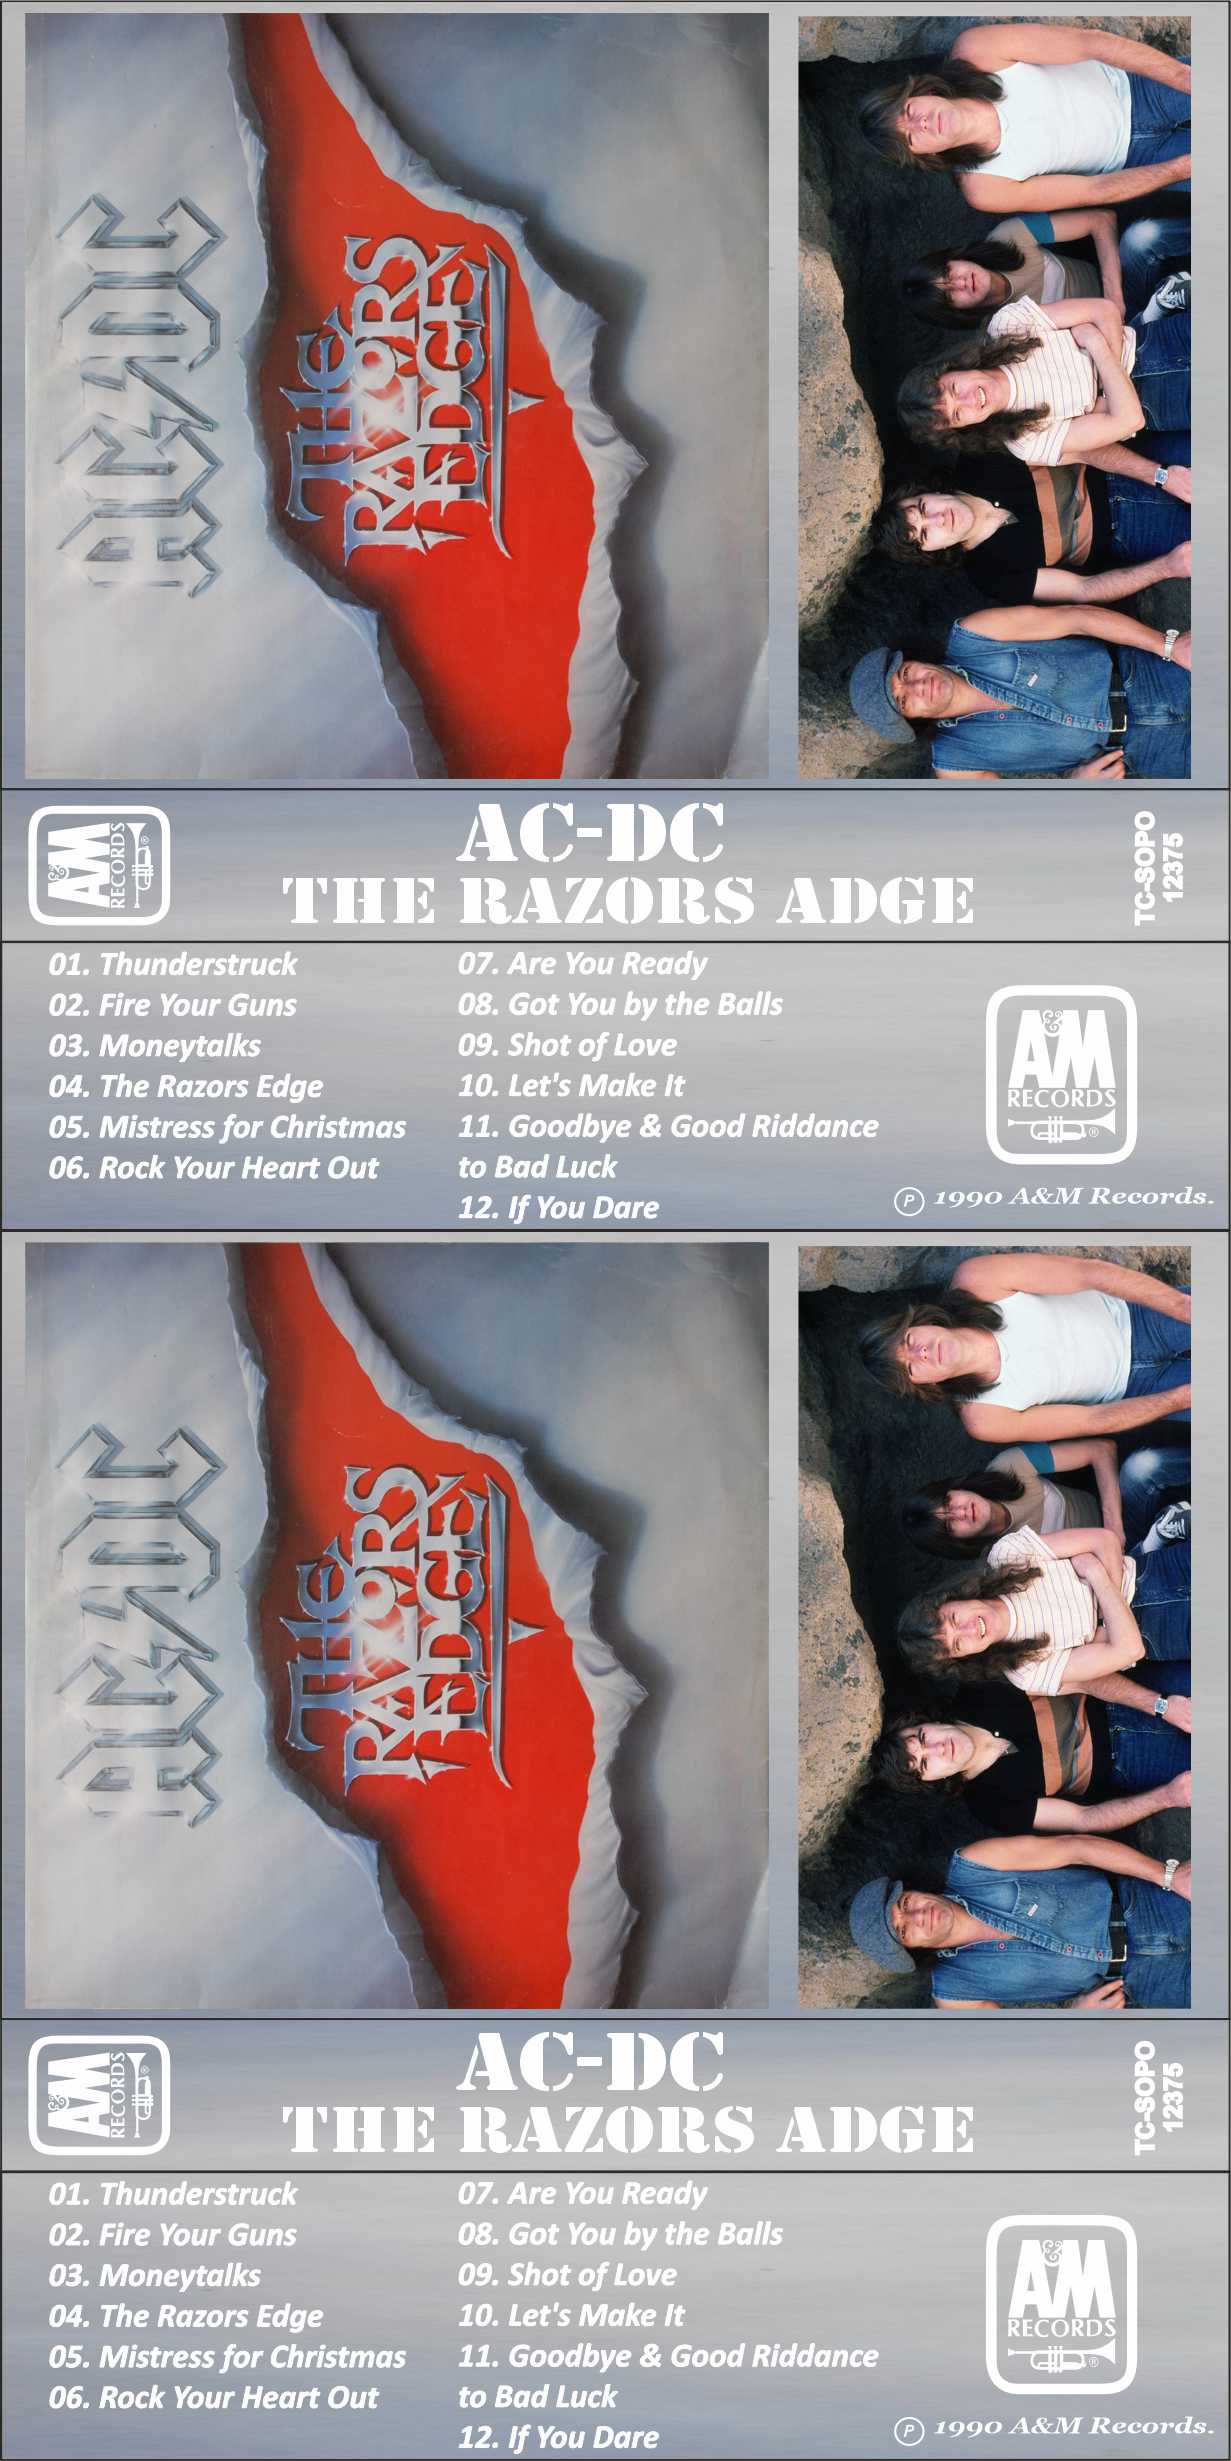 AC/DC
THE
RAZORS
EDGE
A&M
RECORDS
®
AC-DC
THE RAZORS ADGE
TC-SOPO
12375
01. Thunderstruck
02. Fire Your Guns
03. Moneytalks
04. The Razors Edge
05. Mistress for Christmas
06. Rock Your Heart Out
07. Are You Ready
08. Got You by the Balls
09. Shot of Love
10. Let's Make It
11. Goodbye & Good Riddance
to Bad Luck
12. If You Dare
A&M
RECORDS
®
℗ 1990 A&M Records.
AC/DC
THE
RAZORS
EDGE
A&M
RECORDS
®
AC-DC
THE RAZORS ADGE
TC-SOPO
12375
01. Thunderstruck
02. Fire Your Guns
03. Moneytalks
04. The Razors Edge
05. Mistress for Christmas
06. Rock Your Heart Out
07. Are You Ready
08. Got You by the Balls
09. Shot of Love
10. Let's Make It
11. Goodbye & Good Riddance
to Bad Luck
12. If You Dare
A&M
RECORDS
®
℗ 1990 A&M Records.